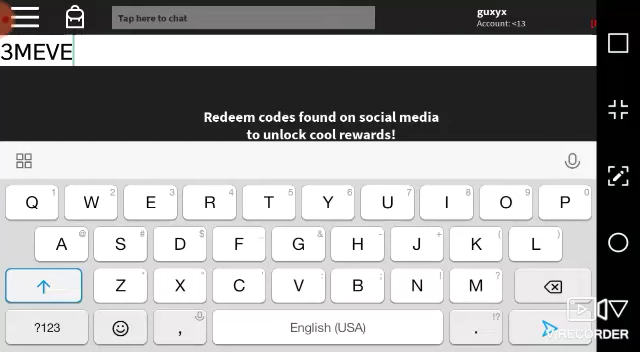 guxyx
Tap here to chat
Account: <13
3MEVE
Redeem codes found on social media
to unlock cool rewards!
Q 1 W 2 E 3 R 4 T 5 Y 6 U 7 I 8 O 9 P 0
A @ S # D $ F _ G & H - J + K ( L )
Z * X " C ' V : B ; N ! M ?
?123 , English (USA) . !?
V RECORDER